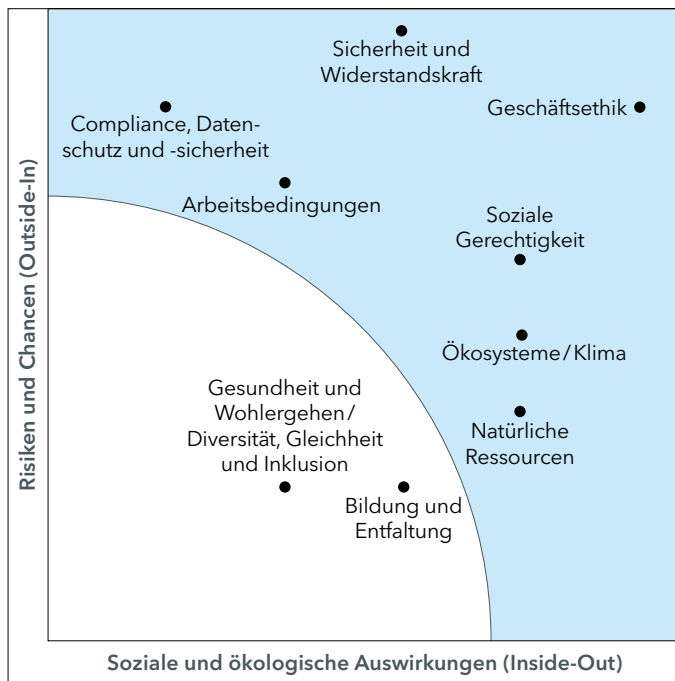 Sicherheit und
Widerstandskraft
Geschäftsethik
Compliance, Daten-
schutz und -sicherheit
Arbeitsbedingungen
Soziale
Gerechtigkeit
Ökosysteme/Klima
Gesundheit und
Wohlergehen/
Diversität, Gleichheit
und Inklusion
Natürliche
Ressourcen
Bildung und
Entfaltung
Risiken und Chancen (Outside-In)
Soziale und ökologische Auswirkungen (Inside-Out)